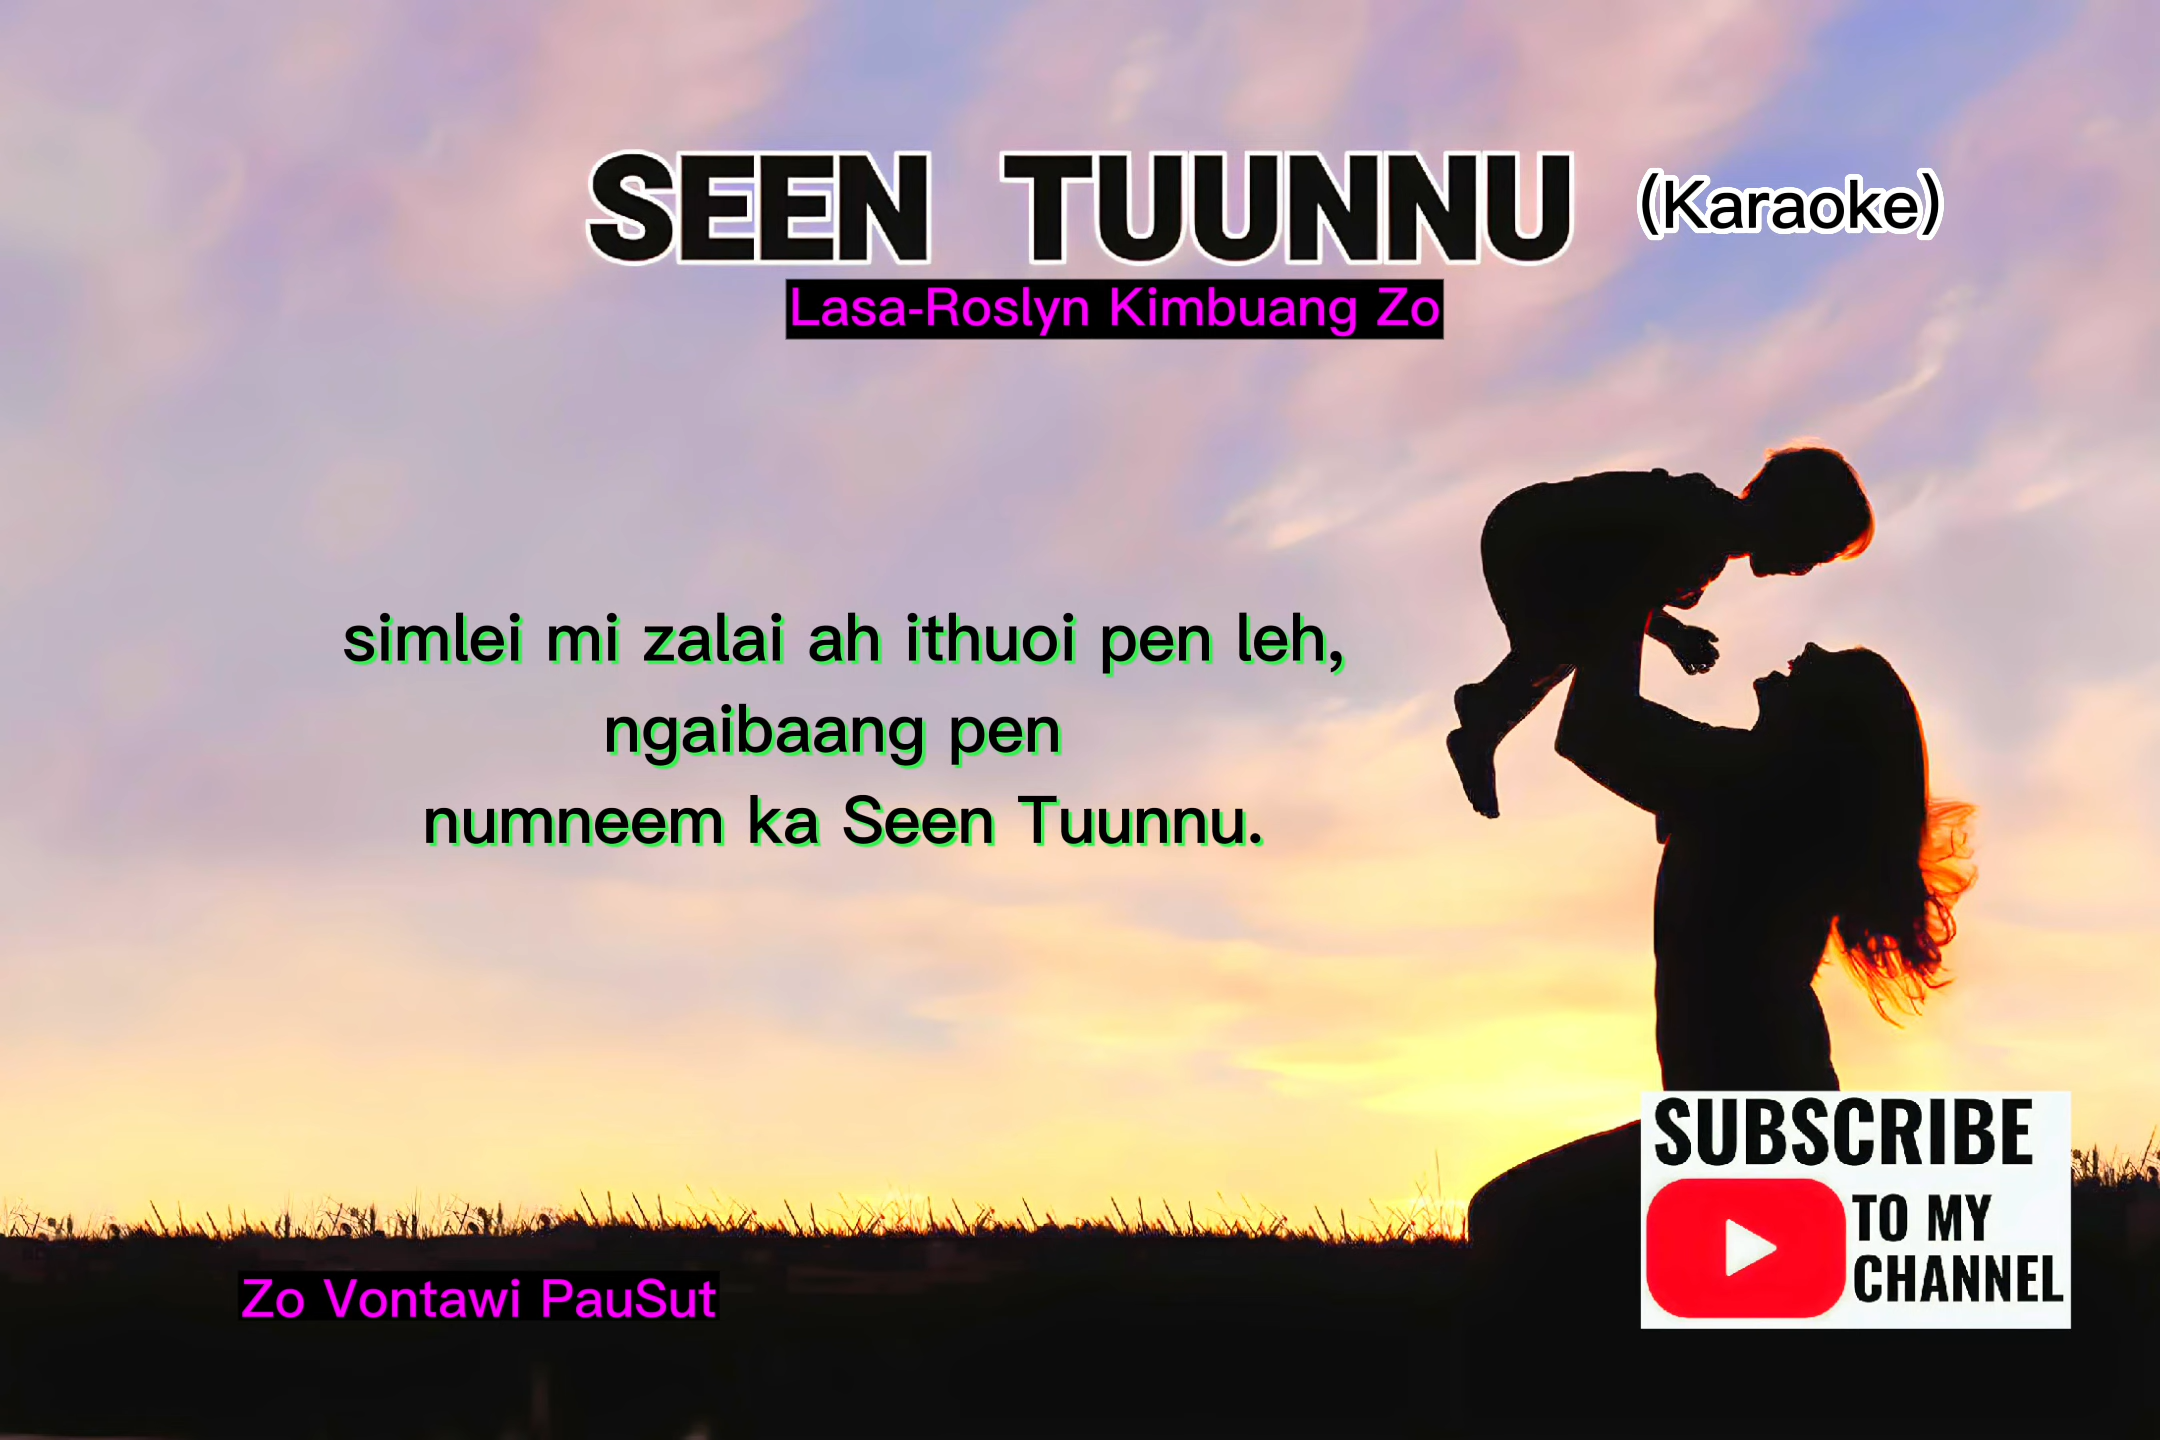 SEEN TUUNNU (Karaoke)
Lasa-Roslyn Kimbuang Zo
simlei mi zalai ah ithuoi pen leh,
ngaibaang pen
numneem ka Seen Tuunnu.
SUBSCRIBE
TO MY
CHANNEL
Zo Vontawi PauSut